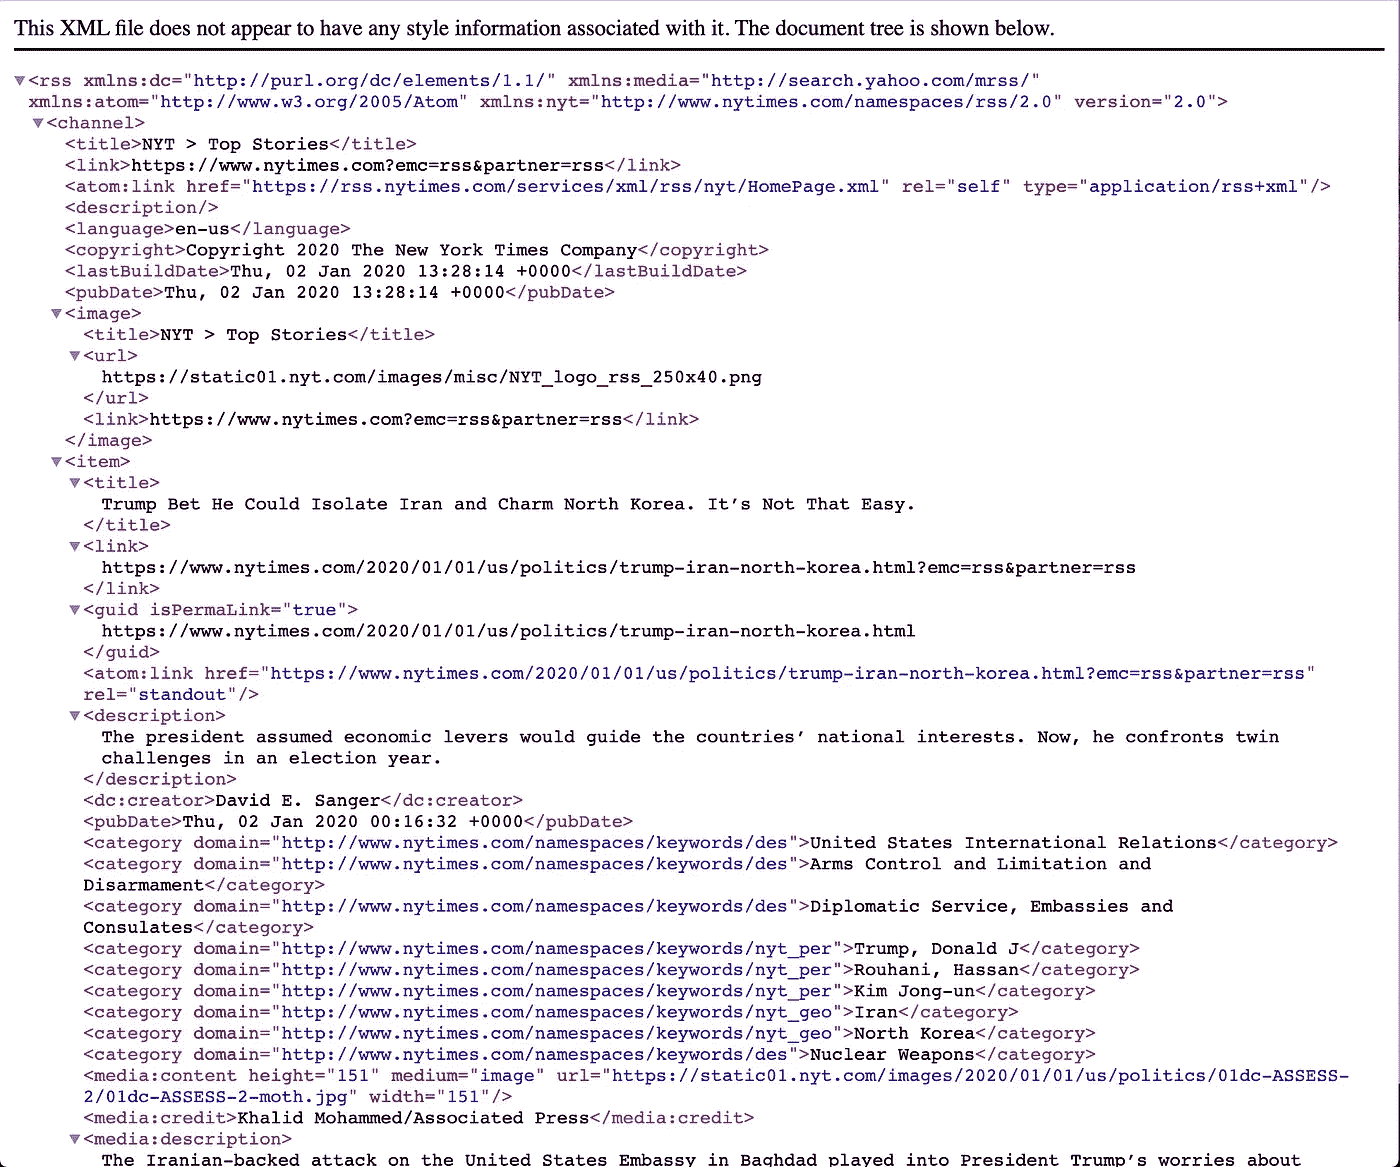 This XML file does not appear to have any style information associated with it. The document tree is shown below.
▼<rss xmlns:dc="http://purl.org/dc/elements/1.1/" xmlns:media="http://search.yahoo.com/mrss/"
xmlns:atom="http://www.w3.org/2005/Atom" xmlns:nyt="http://www.nytimes.com/namespaces/rss/2.0" version="2.0">
▼<channel>
<title>NYT > Top Stories</title>
<link>https://www.nytimes.com?emc=rss&partner=rss</link>
<atom:link href="https://rss.nytimes.com/services/xml/rss/nyt/HomePage.xml" rel="self" type="application/rss+xml"/>
<description/>
<language>en-us</language>
<copyright>Copyright 2020 The New York Times Company</copyright>
<lastBuildDate>Thu, 02 Jan 2020 13:28:14 +0000</lastBuildDate>
<pubDate>Thu, 02 Jan 2020 13:28:14 +0000</pubDate>
▼<image>
<title>NYT > Top Stories</title>
▼<url>
https://static01.nyt.com/images/misc/NYT_logo_rss_250x40.png
</url>
<link>https://www.nytimes.com?emc=rss&partner=rss</link>
</image>
▼<item>
▼<title>
Trump Bet He Could Isolate Iran and Charm North Korea. It’s Not That Easy.
</title>
▼<link>
https://www.nytimes.com/2020/01/01/us/politics/trump-iran-north-korea.html?emc=rss&partner=rss
</link>
▼<guid isPermaLink="true">
https://www.nytimes.com/2020/01/01/us/politics/trump-iran-north-korea.html
</guid>
<atom:link href="https://www.nytimes.com/2020/01/01/us/politics/trump-iran-north-korea.html?emc=rss&partner=rss"
rel="standout"/>
▼<description>
The president assumed economic levers would guide the countries’ national interests. Now, he confronts twin
challenges in an election year.
</description>
<dc:creator>David E. Sanger</dc:creator>
<pubDate>Thu, 02 Jan 2020 00:16:32 +0000</pubDate>
<category domain="http://www.nytimes.com/namespaces/keywords/des">United States International Relations</category>
<category domain="http://www.nytimes.com/namespaces/keywords/des">Arms Control and Limitation and
Disarmament</category>
<category domain="http://www.nytimes.com/namespaces/keywords/des">Diplomatic Service, Embassies and
Consulates</category>
<category domain="http://www.nytimes.com/namespaces/keywords/nyt_per">Trump, Donald J</category>
<category domain="http://www.nytimes.com/namespaces/keywords/nyt_per">Rouhani, Hassan</category>
<category domain="http://www.nytimes.com/namespaces/keywords/nyt_per">Kim Jong-un</category>
<category domain="http://www.nytimes.com/namespaces/keywords/nyt_geo">Iran</category>
<category domain="http://www.nytimes.com/namespaces/keywords/nyt_geo">North Korea</category>
<category domain="http://www.nytimes.com/namespaces/keywords/des">Nuclear Weapons</category>
<media:content height="151" medium="image" url="https://static01.nyt.com/images/2020/01/01/us/politics/01dc-ASSESS-
2/01dc-ASSESS-2-moth.jpg" width="151"/>
<media:credit>Khalid Mohammed/Associated Press</media:credit>
▼<media:description>
The Iranian-backed attack on the United States Embassy in Baghdad played into President Trump’s worries about